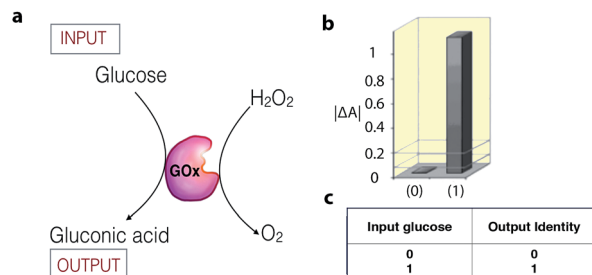 a
INPUT
Glucose
H₂O₂
GOx
Gluconic acid
O₂
OUTPUT
b
1
0.8
0.6
|ΔA|
0.4
0.2
0
(0) (1)
c
Input glucose Output Identity
0 0
1 1